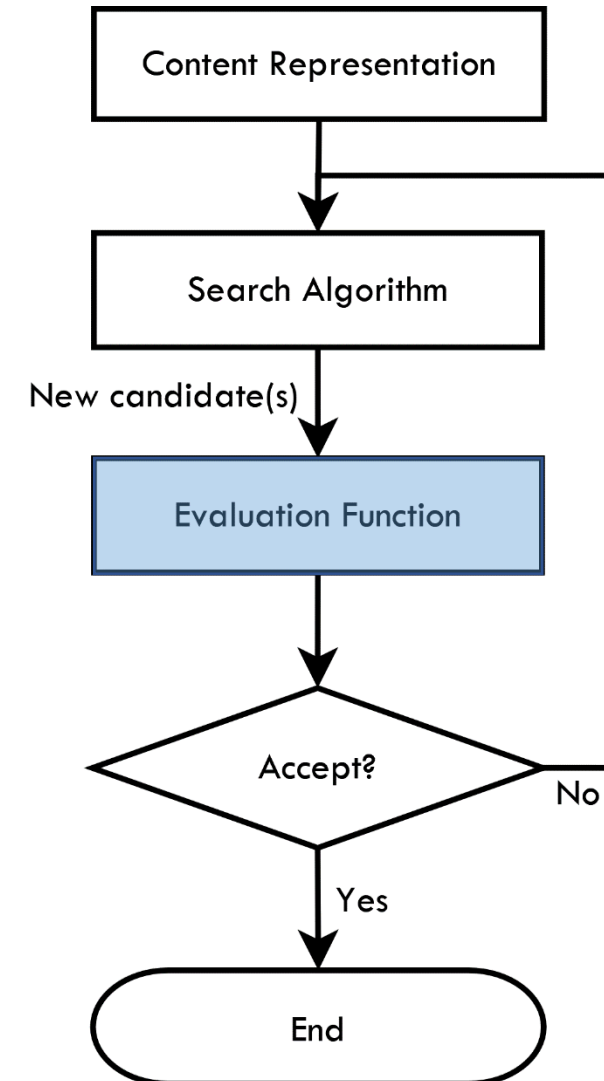 Content Representation
Search Algorithm
New candidate(s)
Evaluation Function
Accept?
No
Yes
End